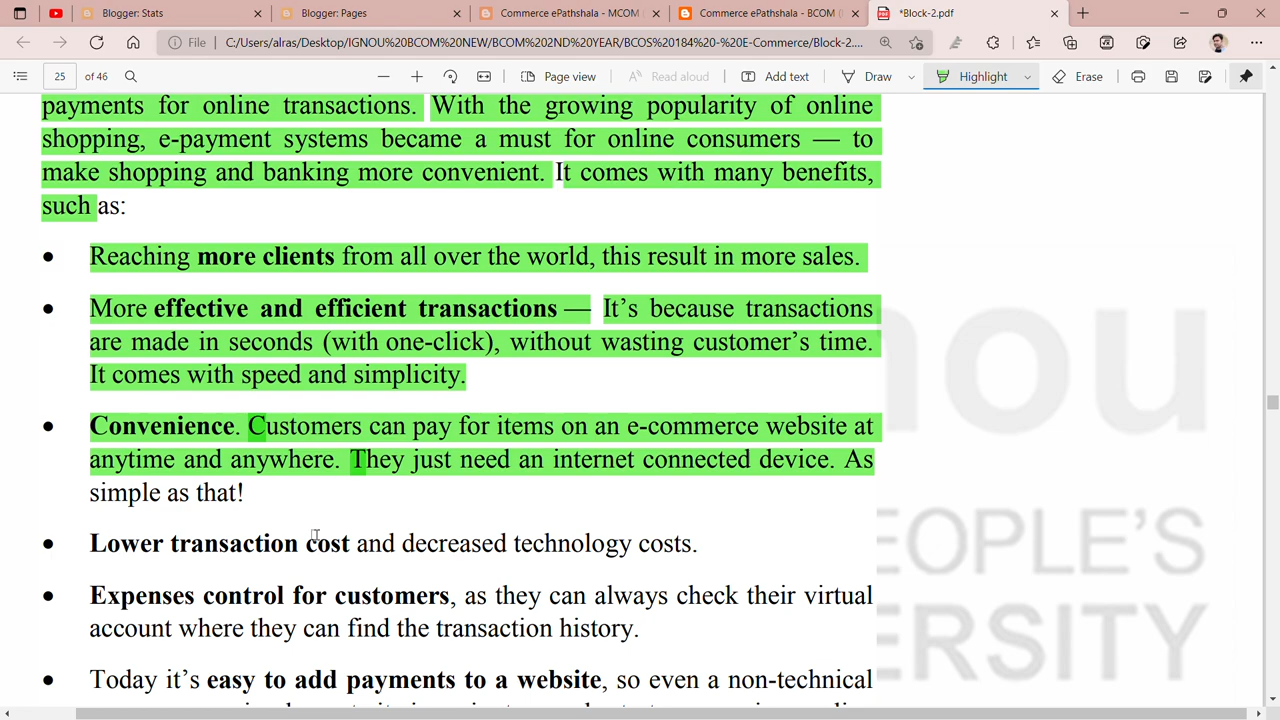 Blogger: Stats
Blogger: Pages
Commerce ePathshala - MCOM
Commerce ePathshala - BCOM
*Block-2.pdf
File
C:/Users/alras/Desktop/IGNOU%20BCOM%20NEW/BCOM%202ND%20YEAR/BCOS%20184%20-%20E-Commerce/Block-2....
25 of 46
Page view
Read aloud
Add text
Draw
Highlight
Erase
payments for online transactions. With the growing popularity of online
shopping, e-payment systems became a must for online consumers — to
make shopping and banking more convenient. It comes with many benefits,
such as:
• Reaching more clients from all over the world, this result in more sales.
• More effective and efficient transactions — It’s because transactions
are made in seconds (with one-click), without wasting customer’s time.
It comes with speed and simplicity.
• Convenience. Customers can pay for items on an e-commerce website at
anytime and anywhere. They just need an internet connected device. As
simple as that!
• Lower transaction cost and decreased technology costs.
• Expenses control for customers, as they can always check their virtual
account where they can find the transaction history.
• Today it’s easy to add payments to a website, so even a non-technical
nou
EOPLE’S
ERSITY